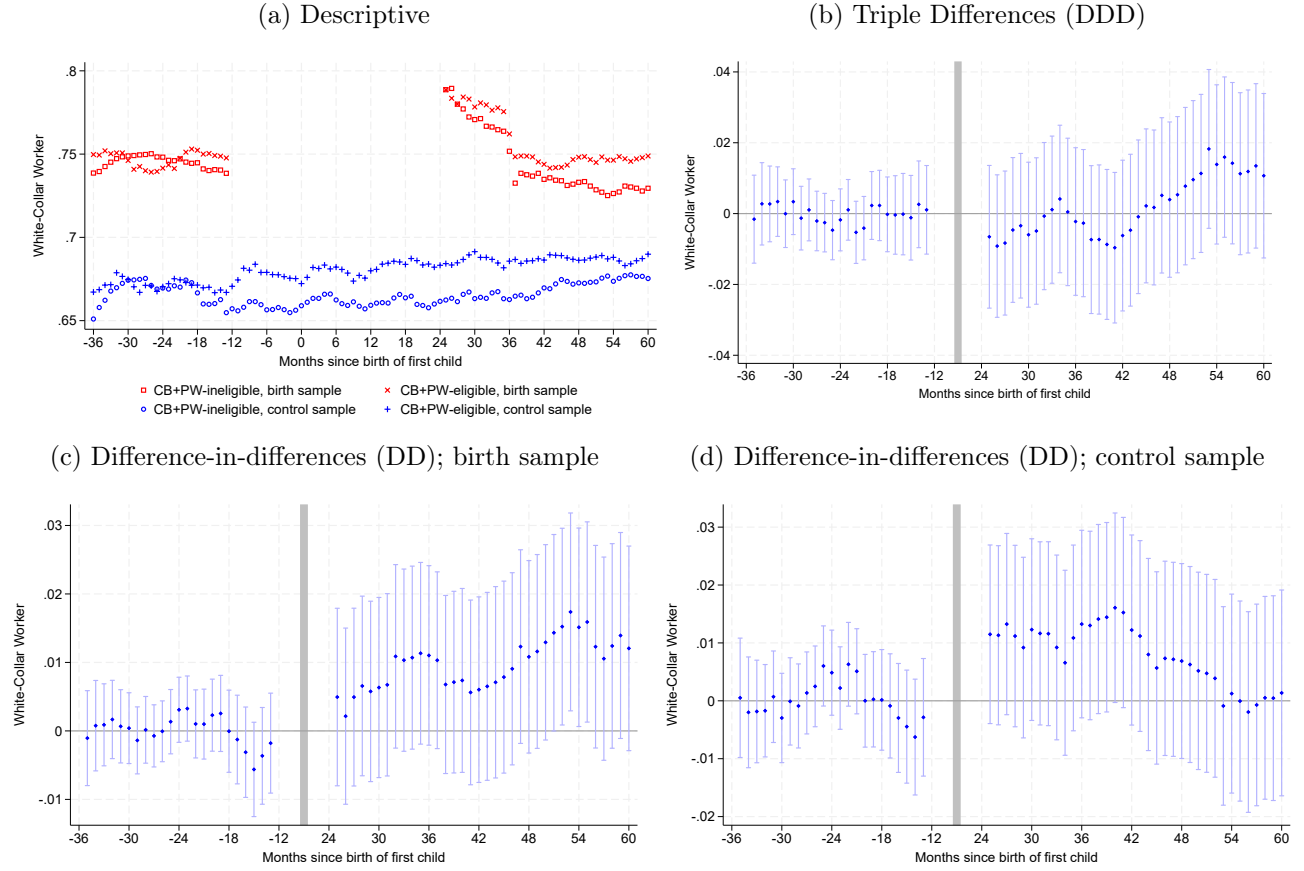 (a) Descriptive
White-Collar Worker
.8
.75
.7
.65
-36 -30 -24 -18 -12 -6 0 6 12 18 24 30 36 42 48 54 60
Months since birth of first child
CB+PW-ineligible, birth sample CB+PW-eligible, birth sample
CB+PW-ineligible, control sample CB+PW-eligible, control sample
(b) Triple Differences (DDD)
White-Collar Worker
.04
.02
0
-.02
-.04
-36 -30 -24 -18 -12 24 30 36 42 48 54 60
Months since birth of first child
(c) Difference-in-differences (DD); birth sample
White-Collar Worker
.03
.02
.01
0
-.01
-36 -30 -24 -18 -12 24 30 36 42 48 54 60
Months since birth of first child
(d) Difference-in-differences (DD); control sample
White-Collar Worker
.03
.02
.01
0
-.01
-.02
-36 -30 -24 -18 -12 24 30 36 42 48 54 60
Months since birth of first child